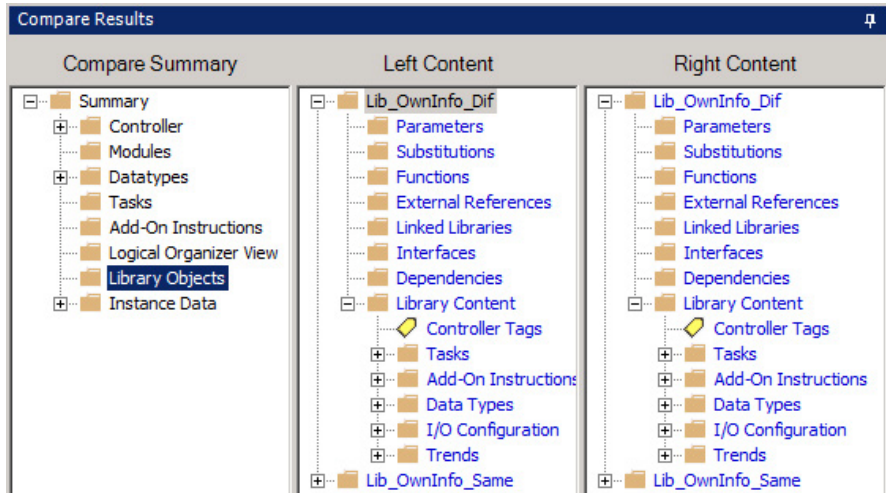 Compare Results
Compare Summary
Left Content
Right Content
Summary
Controller
Modules
Datatypes
Tasks
Add-On Instructions
Logical Organizer View
Library Objects
Instance Data
Lib_OwnInfo_Dif
Parameters
Substitutions
Functions
External References
Linked Libraries
Interfaces
Dependencies
Library Content
Controller Tags
Tasks
Add-On Instructions
Data Types
I/O Configuration
Trends
Lib_OwnInfo_Same
Lib_OwnInfo_Dif
Parameters
Substitutions
Functions
External References
Linked Libraries
Interfaces
Dependencies
Library Content
Controller Tags
Tasks
Add-On Instructions
Data Types
I/O Configuration
Trends
Lib_OwnInfo_Same